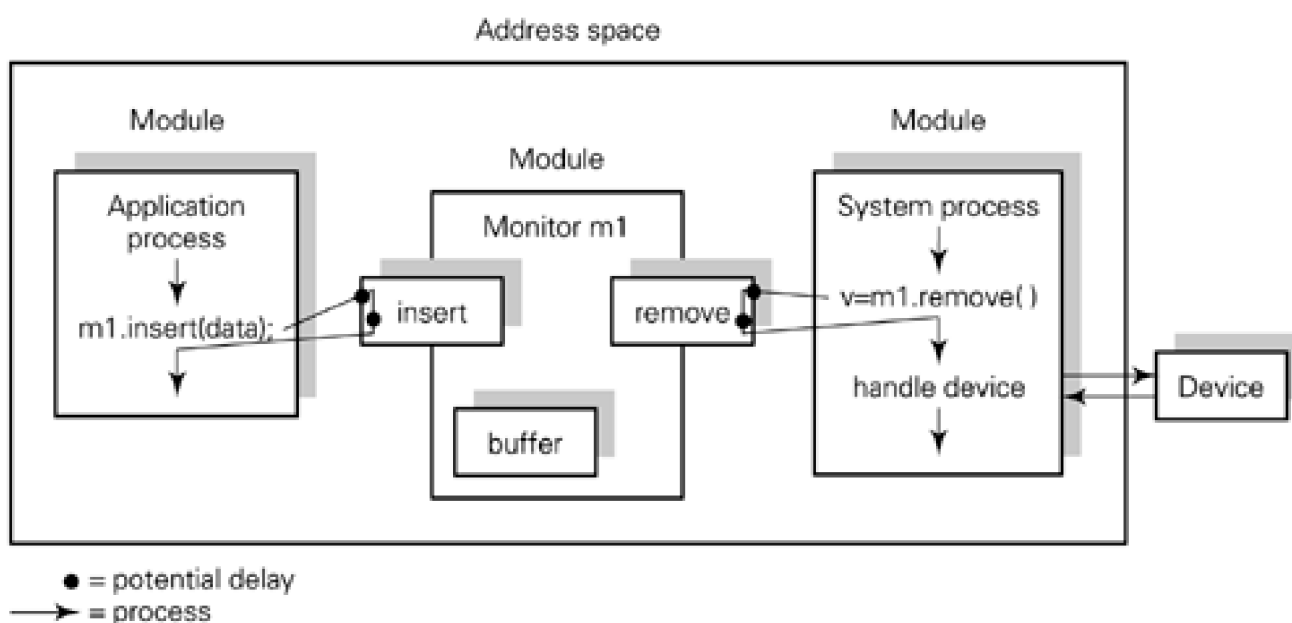 Address space
Module
Module
Module
Application
process
m1.insert(data);
Monitor m1
insert
remove
buffer
System process
v=m1.remove( )
handle device
Device
● = potential delay
= process